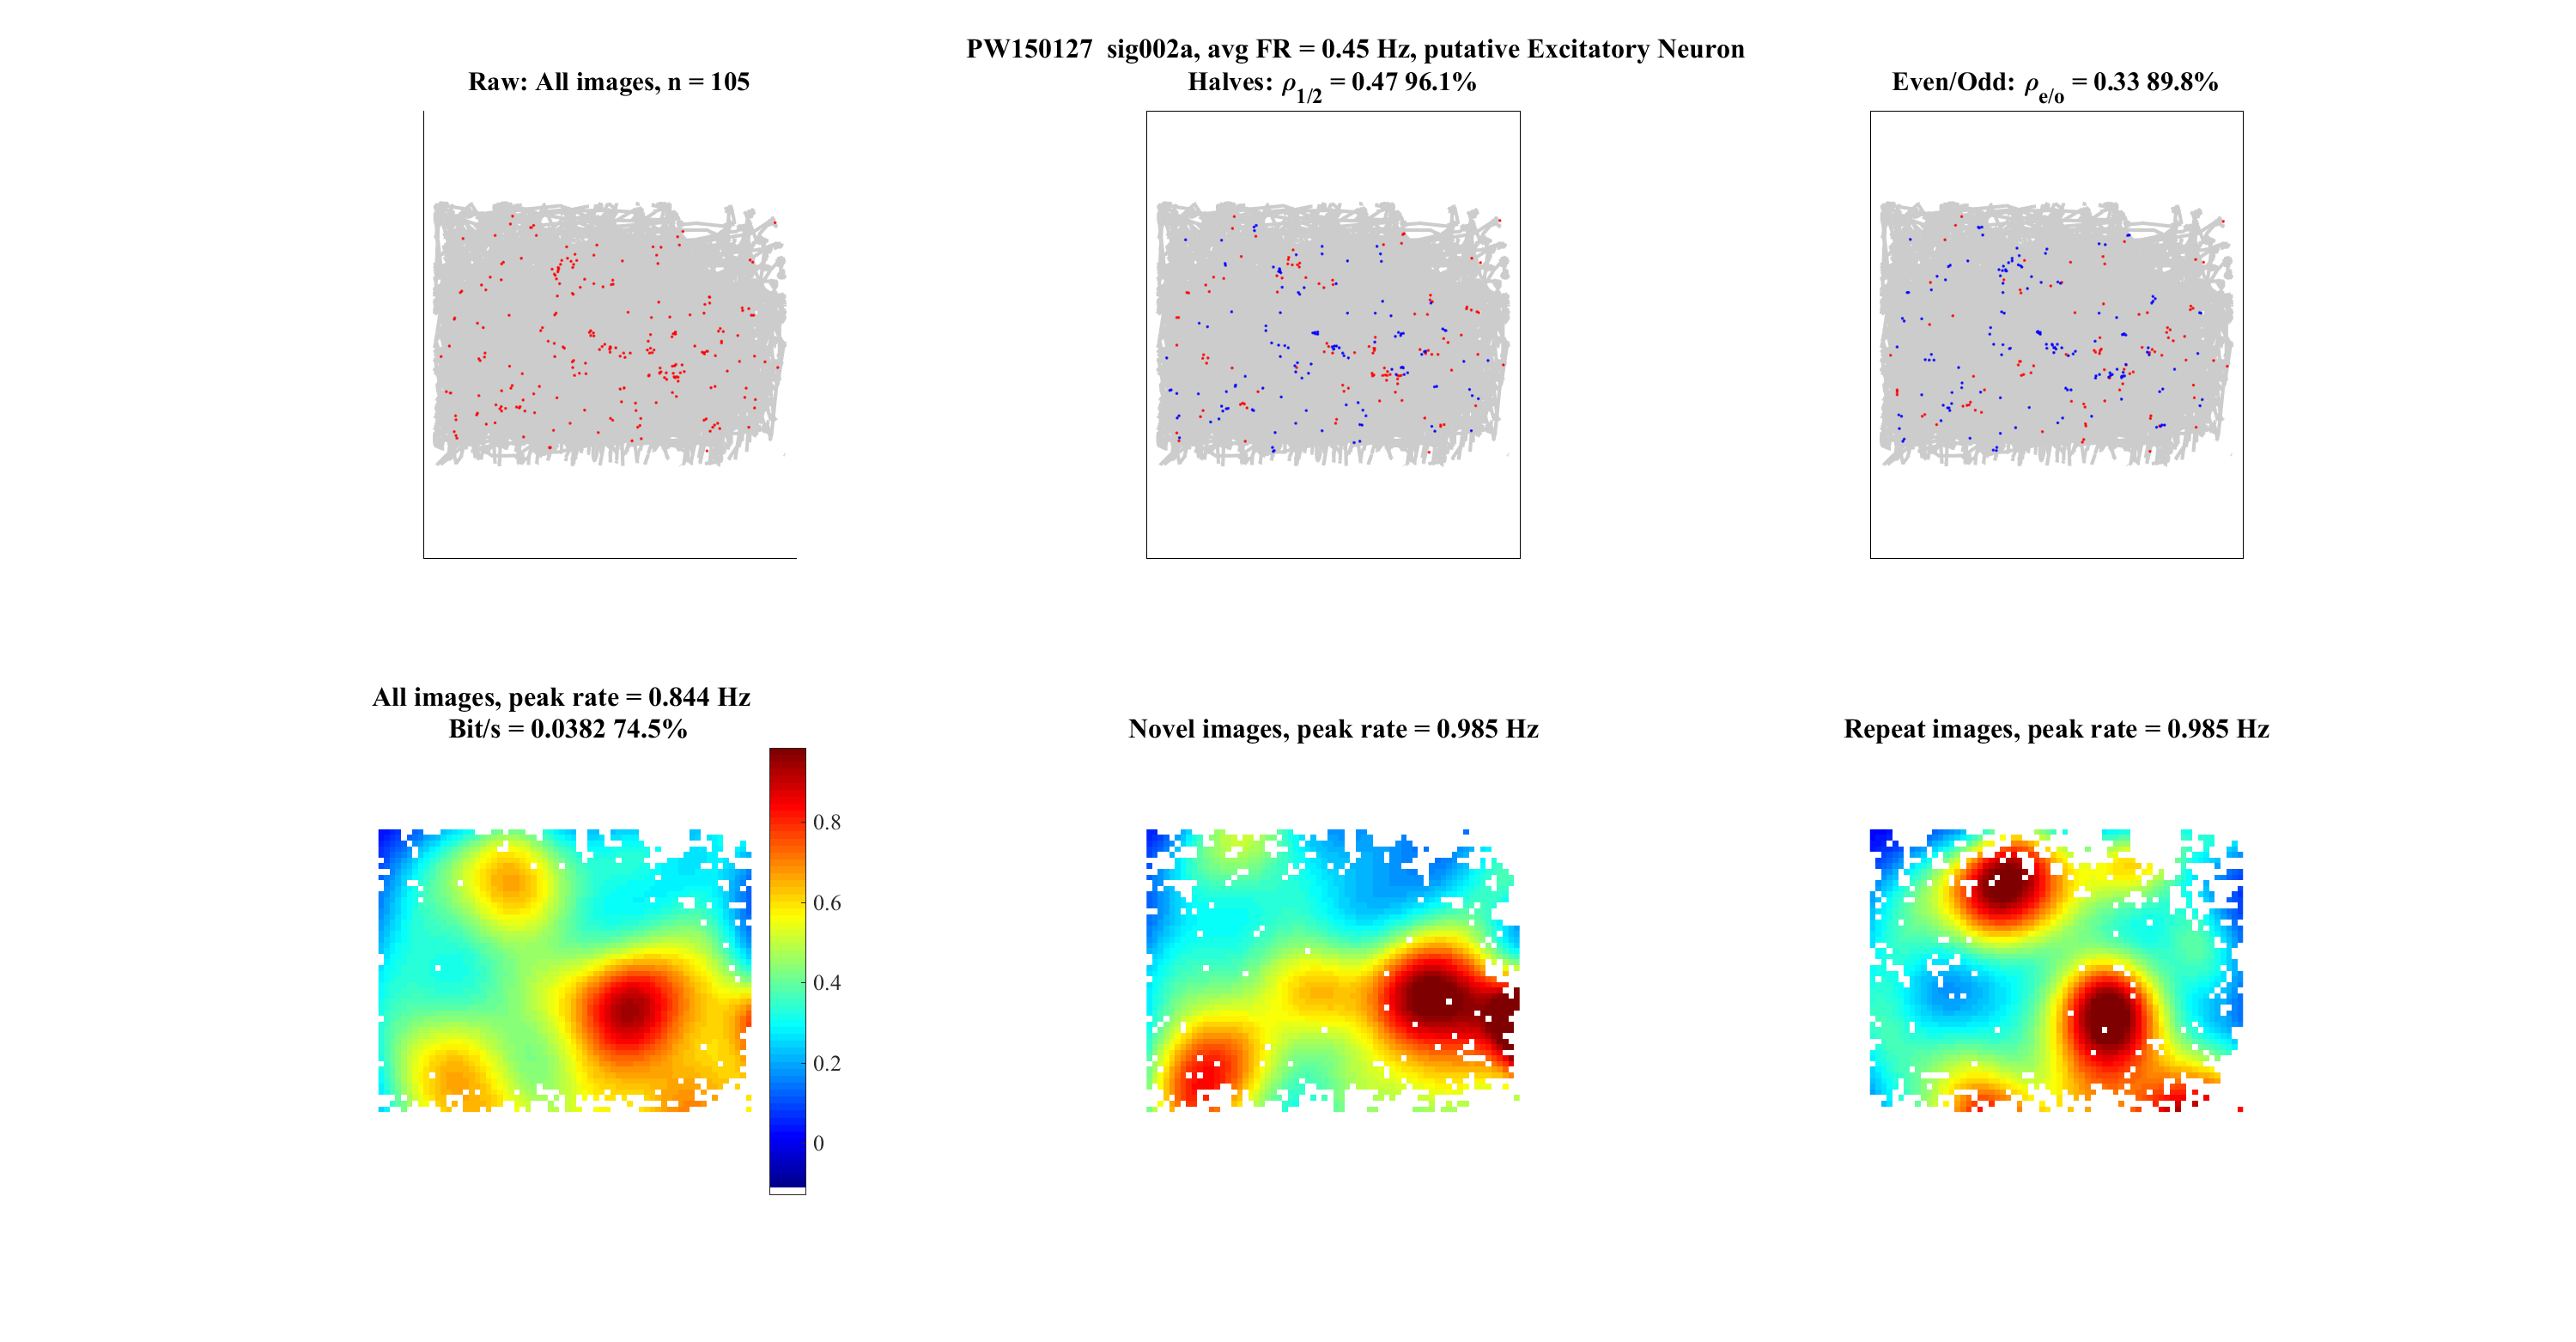 PW150127 sig002a, avg FR = 0.45 Hz, putative Excitatory Neuron
Raw: All images, n = 105
Halves: ρ1/2 = 0.47 96.1%
Even/Odd: ρe/o = 0.33 89.8%
All images, peak rate = 0.844 Hz
Bit/s = 0.0382 74.5%
Novel images, peak rate = 0.985 Hz
Repeat images, peak rate = 0.985 Hz
0.8
0.6
0.4
0.2
0